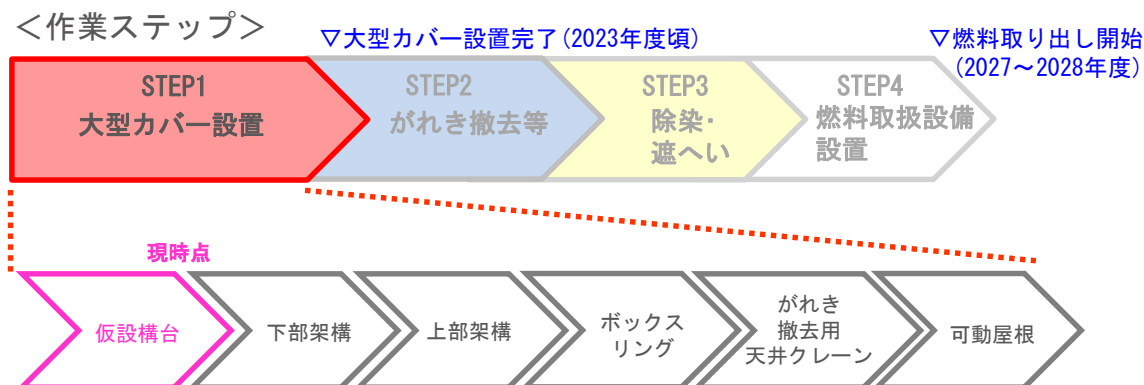 ＜作業ステップ＞
▽大型カバー設置完了(2023年度頃)
▽燃料取り出し開始
(2027～2028年度)
STEP1
大型カバー設置
STEP2
がれき撤去等
STEP3
除染・
遮へい
STEP4
燃料取扱設備
設置
現時点
仮設構台
下部架構
上部架構
ボックス
リング
がれき
撤去用
天井クレーン
可動屋根